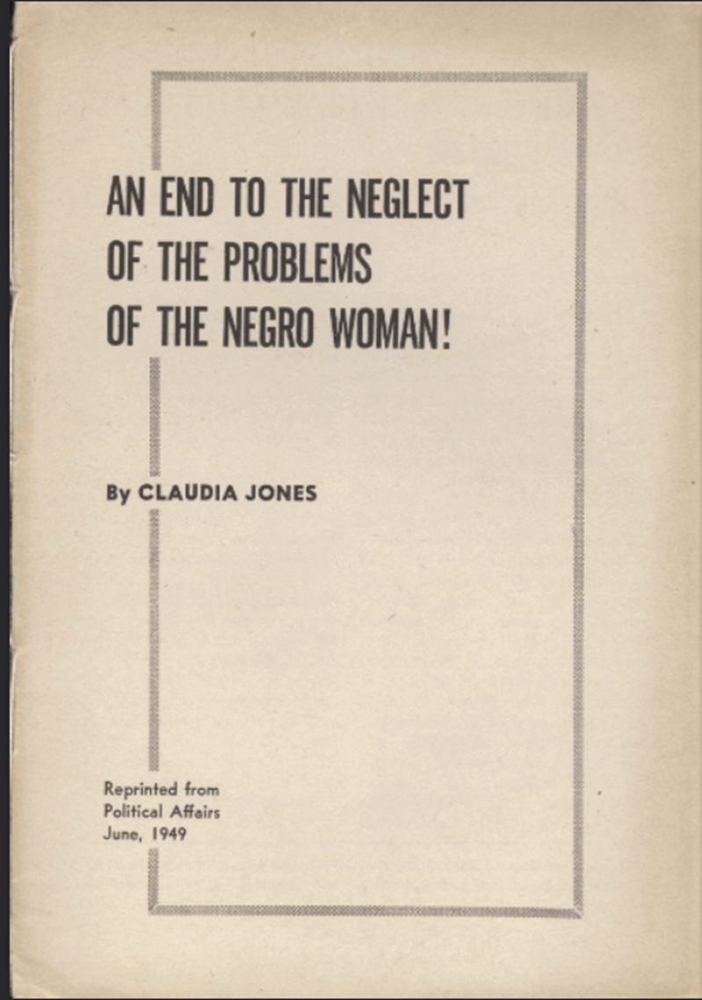 AN END TO THE NEGLECT
OF THE PROBLEMS
OF THE NEGRO WOMAN!
By CLAUDIA JONES
Reprinted from
Political Affairs
June, 1949